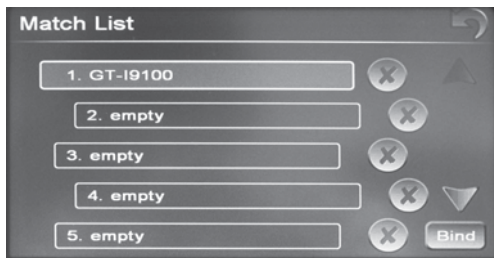 Match List
1. GT-I9100
2. empty
3. empty
4. empty
5. empty
Bind